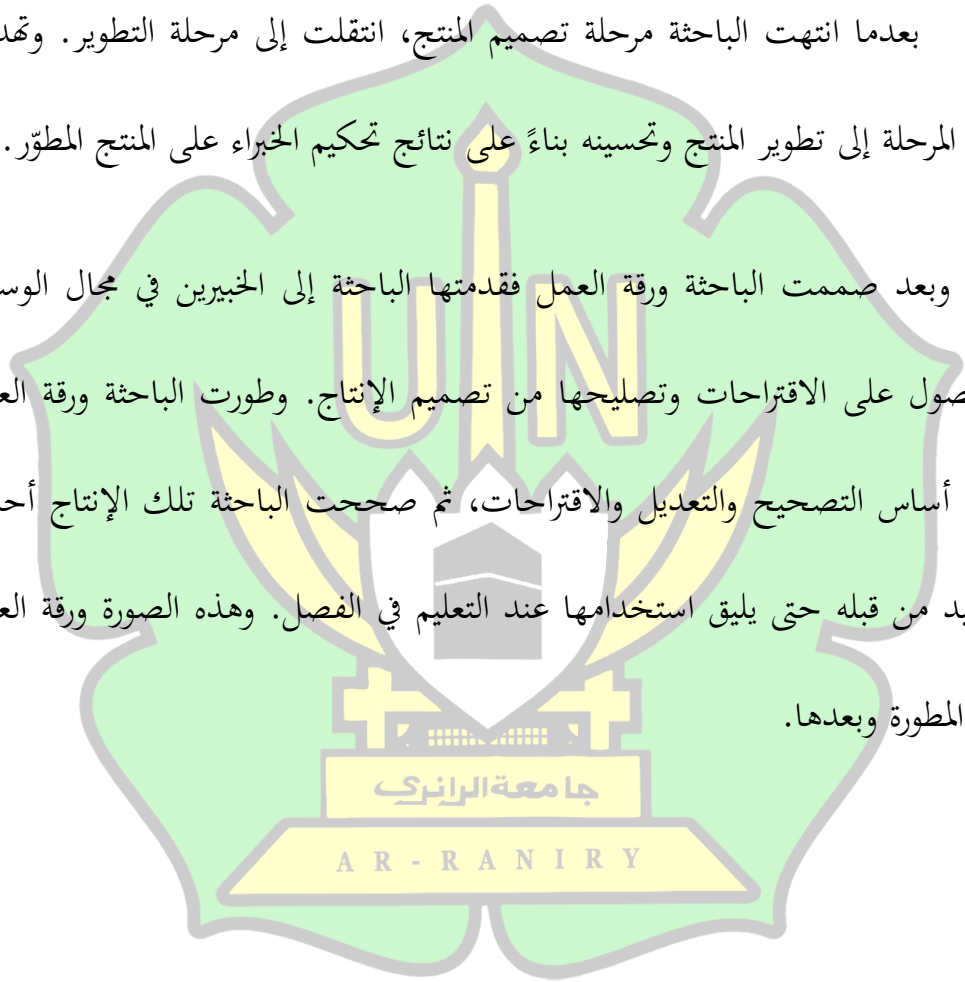 بعدما انتهت الباحثة مرحلة تصميم المنتج، انتقلت إلى مرحلة التطوير. وتهد
المرحلة إلى تطوير المنتج وتحسينه بناءً على نتائج تحكيم الخبراء على المنتج المطوّر.
وبعد صممت الباحثة ورقة العمل فقدمتها الباحثة إلى الخبيرين في مجال الوس
صول على الاقتراحات وتصليحها من تصميم الإنتاج. وطورت الباحثة ورقة الع
أساس التصحيح والتعديل والاقتراحات، ثم صححت الباحثة تلك الإنتاج أحـ
يد من قبله حتى يليق استخدامها عند التعليم في الفصل. وهذه الصورة ورقة الع
المطورة وبعدها.
UIN
جامعة الرانري
AR-RANIRY